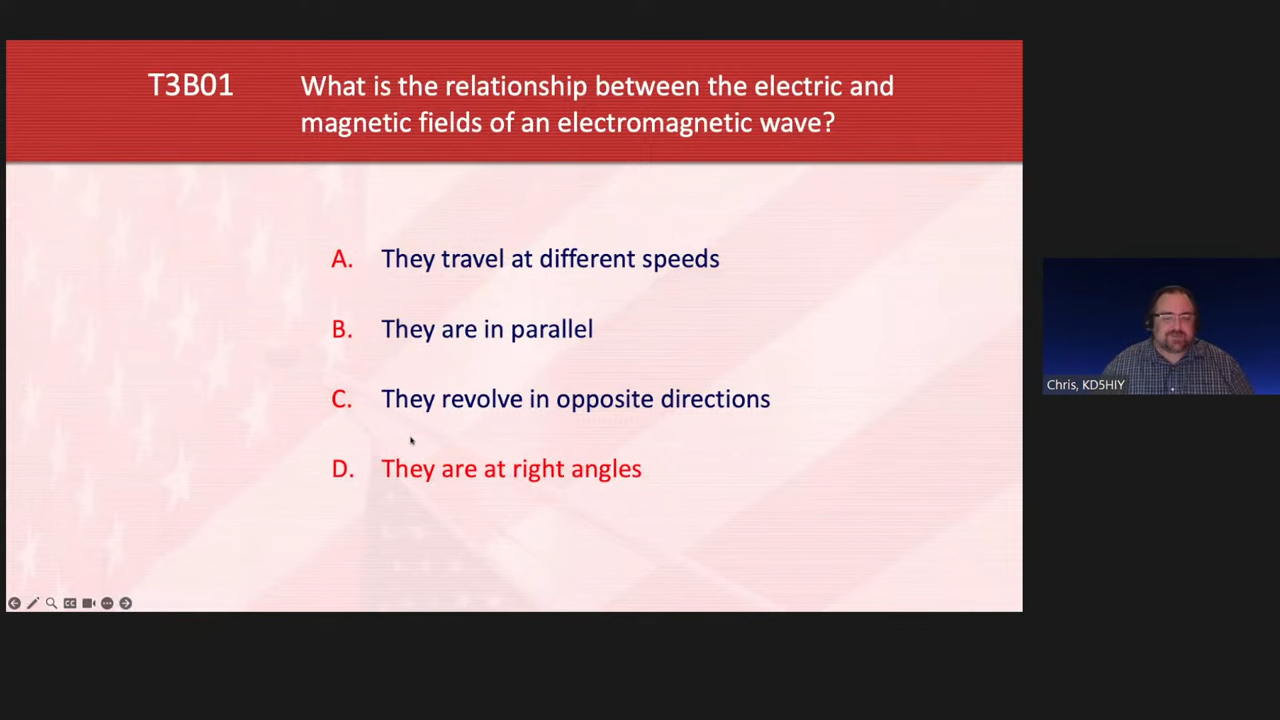 T3B01
What is the relationship between the electric and
magnetic fields of an electromagnetic wave?
A. They travel at different speeds
B. They are in parallel
C. They revolve in opposite directions
D. They are at right angles
Chris, KD5HIY
CC